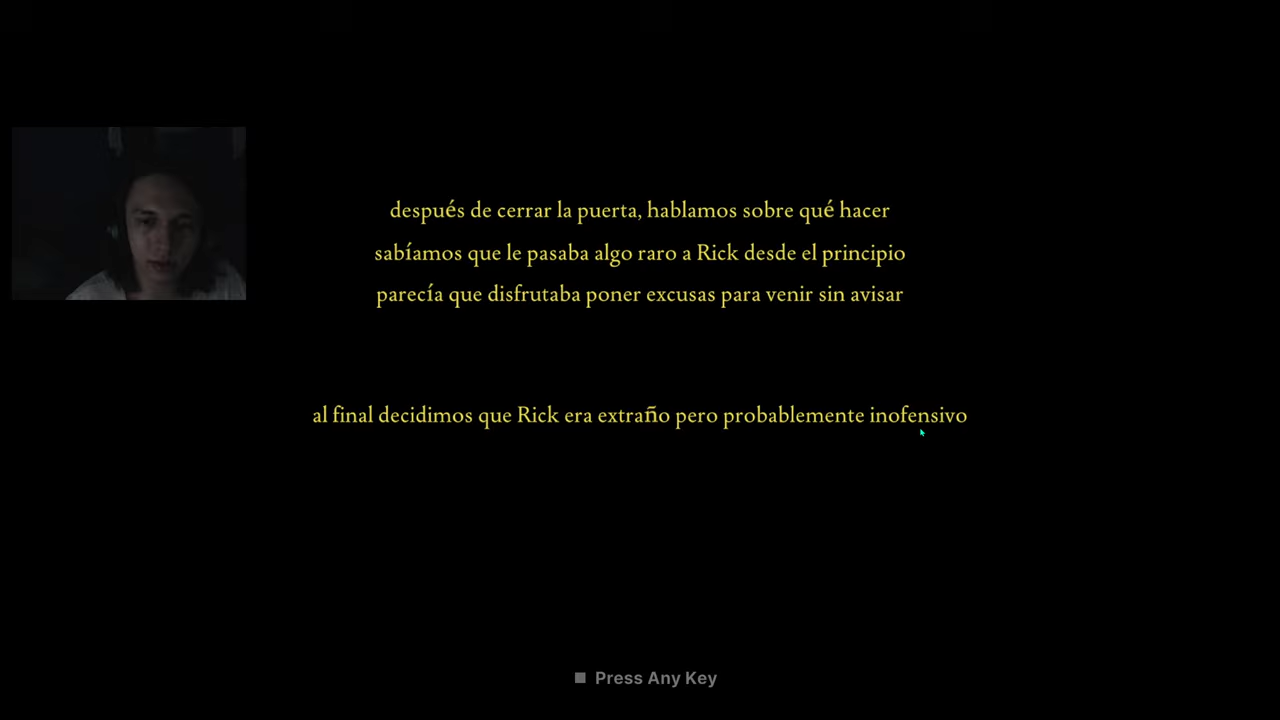 después de cerrar la puerta, hablamos sobre qué hacer
sabíamos que le pasaba algo raro a Rick desde el principio
parecía que disfrutaba poner excusas para venir sin avisar
al final decidimos que Rick era extraño pero probablemente inofensivo
Press Any Key